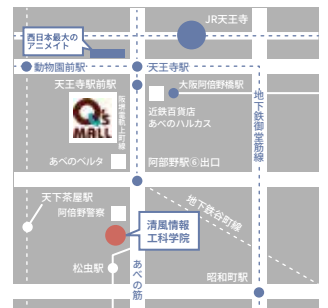 JR天王寺
西日本最大の
アニメイト
動物園前駅
天王寺駅
天王寺駅前駅
大阪阿倍野橋駅
Q's
MALL
阪堺電軌上町線
近鉄百貨店
あべのハルカス
地下鉄御堂筋線
あべのベルタ
阿部野駅⑥出口
天下茶屋駅
阿倍野警察
地下鉄谷町線
清風情報
工科学院
松虫駅
あべの筋
昭和町駅